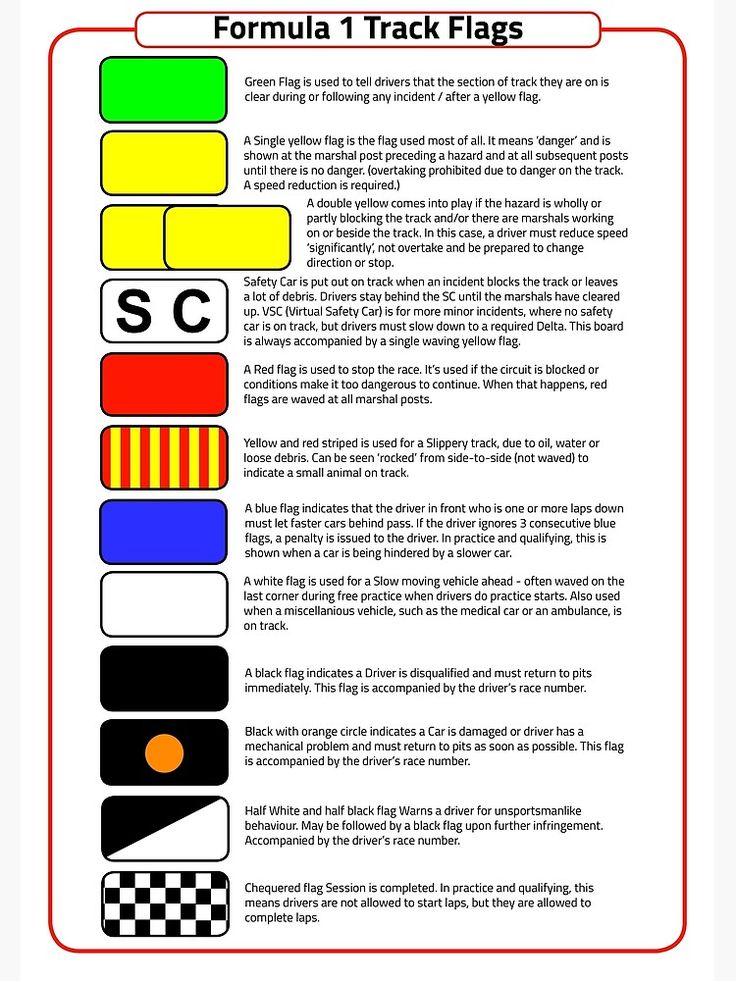 Formula 1 Track Flags
Green Flag is used to tell drivers that the section of track they are on is
clear during or following any incident / after a yellow flag.
A Single yellow flag is the flag used most of all. It means ‘danger’ and is
shown at the marshal post preceding a hazard and at all subsequent posts
until there is no danger. (overtaking prohibited due to danger on the track.
A speed reduction is required.)
A double yellow comes into play if the hazard is wholly or
partly blocking the track and/or there are marshals working
on or beside the track. In this case, a driver must reduce speed
‘significantly’, not overtake and be prepared to change
direction or stop.
S C
Safety Car is put out on track when an incident blocks the track or leaves
a lot of debris. Drivers stay behind the SC until the marshals have cleared
up. VSC (Virtual Safety Car) is for more minor incidents, where no safety
car is on track, but drivers must slow down to a required Delta. This board
is always accompanied by a single waving yellow flag.
A Red flag is used to stop the race. It’s used if the circuit is blocked or
conditions make it too dangerous to continue. When that happens, red
flags are waved at all marshal posts.
Yellow and red striped is used for a Slippery track, due to oil, water or
loose debris. Can be seen ‘rocked’ from side-to-side (not waved) to
indicate a small animal on track.
A blue flag indicates that the driver in front who is one or more laps down
must let faster cars behind pass. If the driver ignores 3 consecutive blue
flags, a penalty is issued to the driver. In practice and qualifying, this is
shown when a car is being hindered by a slower car.
A white flag is used for a Slow moving vehicle ahead - often waved on the
last corner during free practice when drivers do practice starts. Also used
when a miscellanious vehicle, such as the medical car or an ambulance, is
on track.
A black flag indicates a Driver is disqualified and must return to pits
immediately. This flag is accompanied by the driver’s race number.
Black with orange circle indicates a Car is damaged or driver has a
mechanical problem and must return to pits as soon as possible. This flag
is accompanied by the driver’s race number.
Half White and half black flag Warns a driver for unsportsmanlike
behaviour. May be followed by a black flag upon further infringement.
Accompanied by the driver’s race number.
Chequered flag Session is completed. In practice and qualifying, this
means drivers are not allowed to start laps, but they are allowed to
complete laps.